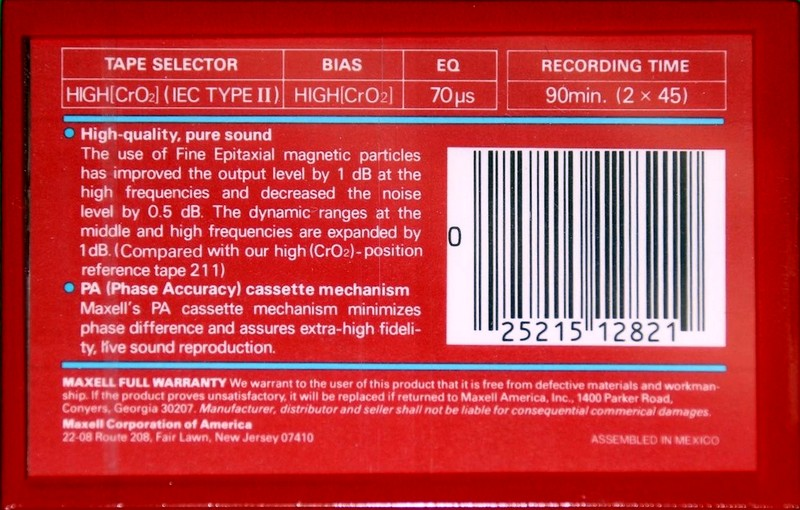 TAPE SELECTOR BIAS EQ RECORDING TIME
HIGH[CrO₂] (IEC TYPE II) HIGH[CrO₂] 70µs 90min. (2 × 45)
● High-quality, pure sound
The use of Fine Epitaxial magnetic particles
has improved the output level by 1 dB at the
high frequencies and decreased the noise
level by 0.5 dB. The dynamic ranges at the
middle and high frequencies are expanded by
1dB. (Compared with our high (CrO₂)-position
reference tape 211)
● PA (Phase Accuracy) cassette mechanism
Maxell's PA cassette mechanism minimizes
phase difference and assures extra-high fideli-
ty, live sound reproduction.
0 25215 12821
MAXELL FULL WARRANTY We warrant to the user of this product that it is free from defective materials and workman-
ship. If the product proves unsatisfactory, it will be replaced if returned to Maxell America, Inc., 1400 Parker Road,
Conyers, Georgia 30207. Manufacturer, distributor and seller shall not be liable for consequential commerical damages.
Maxell Corporation of America
22-08 Route 208, Fair Lawn, New Jersey 07410
ASSEMBLED IN MEXICO